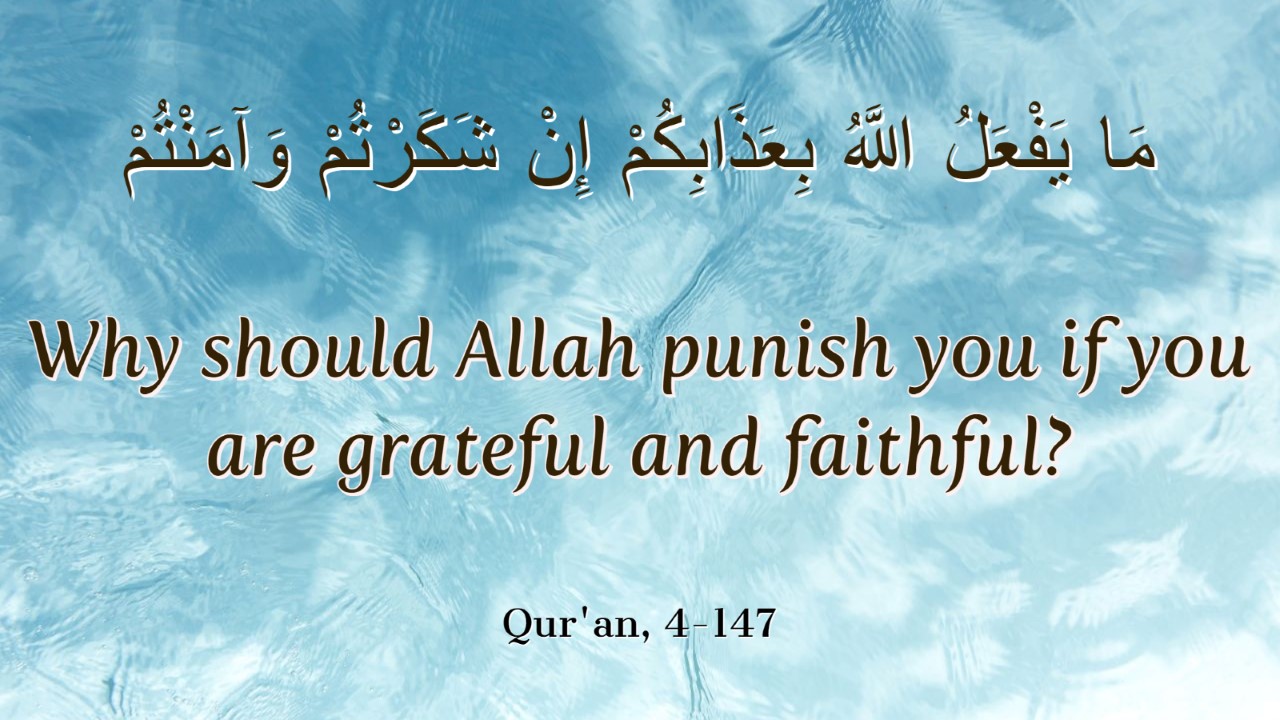 مَا يَفْعَلُ اللَّهُ بِعَذَابِكُمْ إِنْ شَكَرْتُمْ وَآمَنْتُمْ
Why should Allah punish you if you
are grateful and faithful?
Qur'an, 4-147